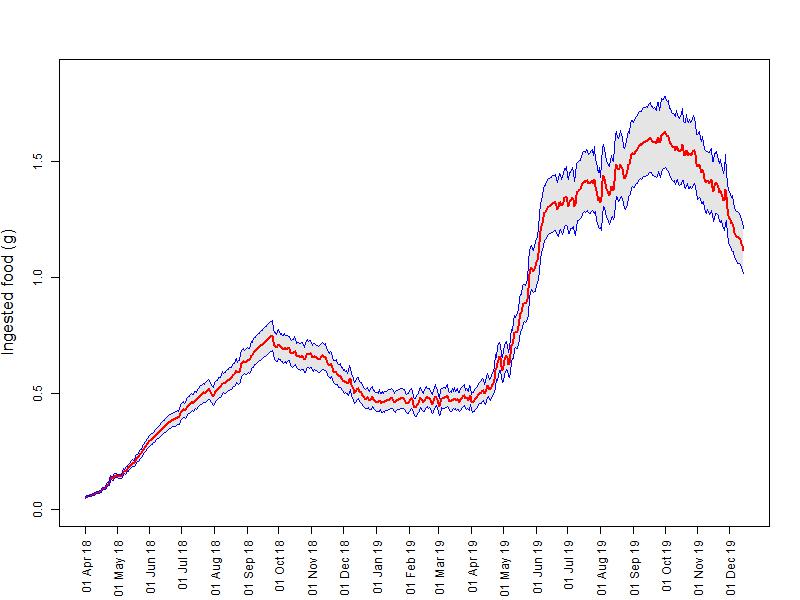 Ingested food (g)
1.5
1.0
0.5
0.0
01 Apr 18
01 May 18
01 Jun 18
01 Jul 18
01 Aug 18
01 Sep 18
01 Oct 18
01 Nov 18
01 Dec 18
01 Jan 19
01 Feb 19
01 Mar 19
01 Apr 19
01 May 19
01 Jun 19
01 Jul 19
01 Aug 19
01 Sep 19
01 Oct 19
01 Nov 19
01 Dec 19